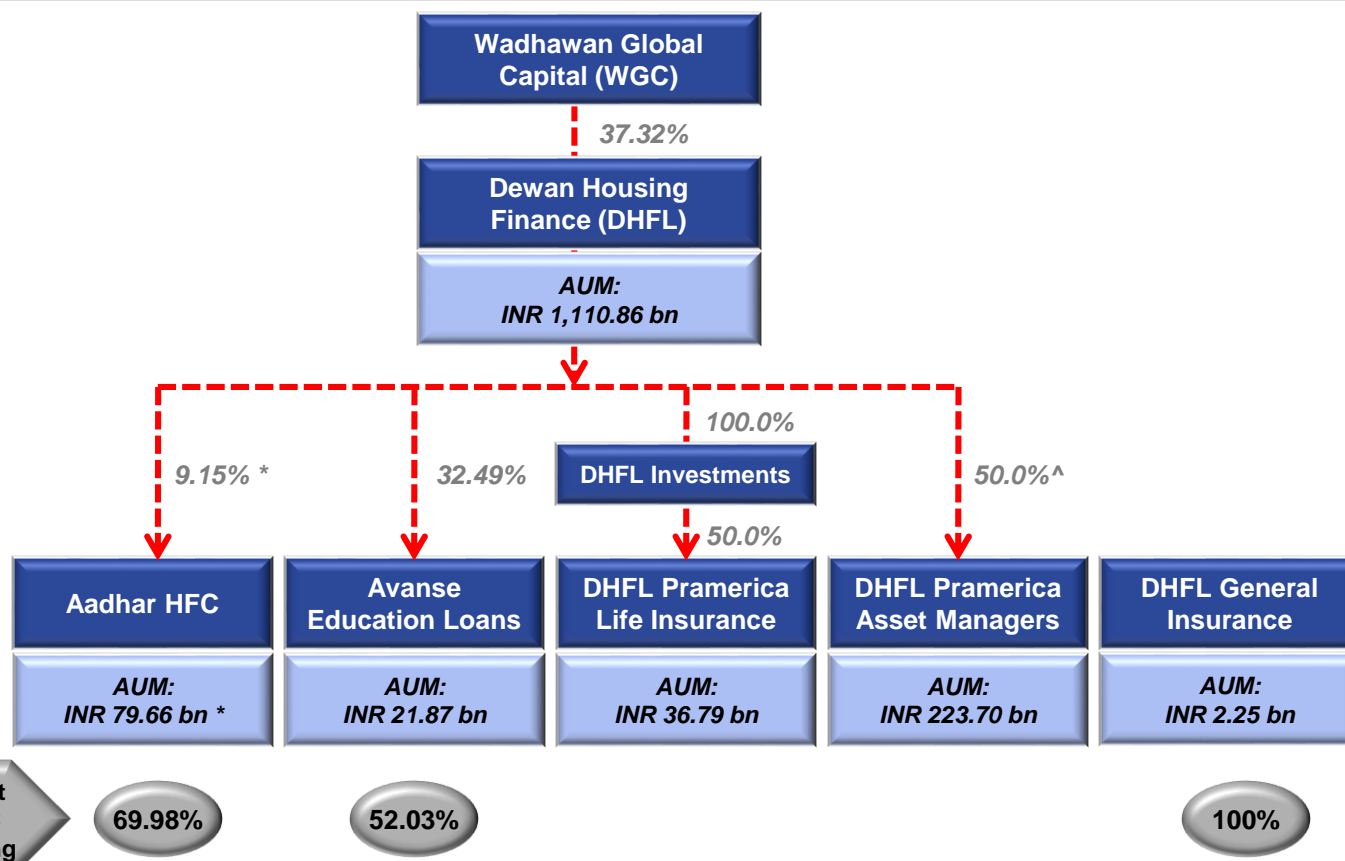 Wadhawan Global
Capital (WGC)
37.32%
Dewan Housing
Finance (DHFL)
AUM:
INR 1,110.86 bn
100.0%
9.15% *
32.49%
DHFL Investments
50.0%^
50.0%
Aadhar HFC
Avanse
Education Loans
DHFL Pramerica
Life Insurance
DHFL Pramerica
Asset Managers
DHFL General
Insurance
AUM:
INR 79.66 bn *
AUM:
INR 21.87 bn
AUM:
INR 36.79 bn
AUM:
INR 223.70 bn
AUM:
INR 2.25 bn
69.98%
52.03%
100%